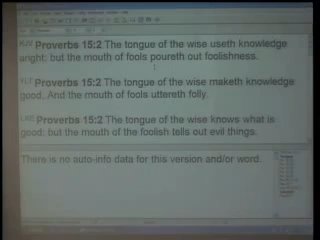 KJV Proverbs 15:2 The tongue of the wise useth knowledge
aright: but the mouth of fools poureth out foolishness.
YLT Proverbs 15:2 The tongue of the wise maketh knowledge
good, And the mouth of fools uttereth folly.
Proverbs 15:2 The tongue of the wise knows what is
good: but the mouth of the foolish tells out evil things.
There is no auto-info data for this version and/or word.